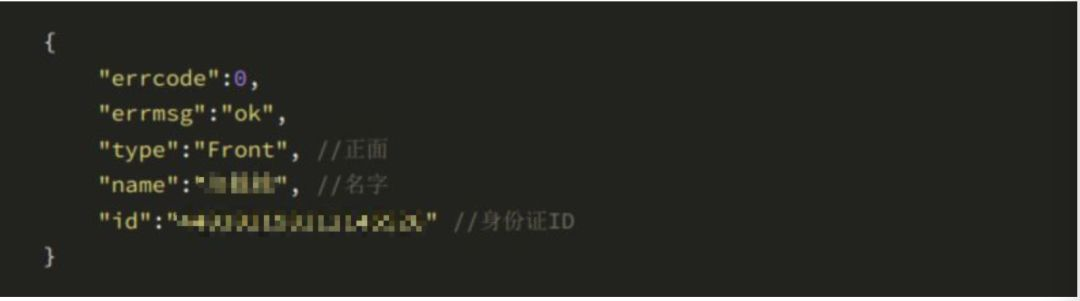 {
"errcode":0,
"errmsg":"ok",
"type":"Front", //正面
"name":"", //名字
"id":"" //身份证ID
}